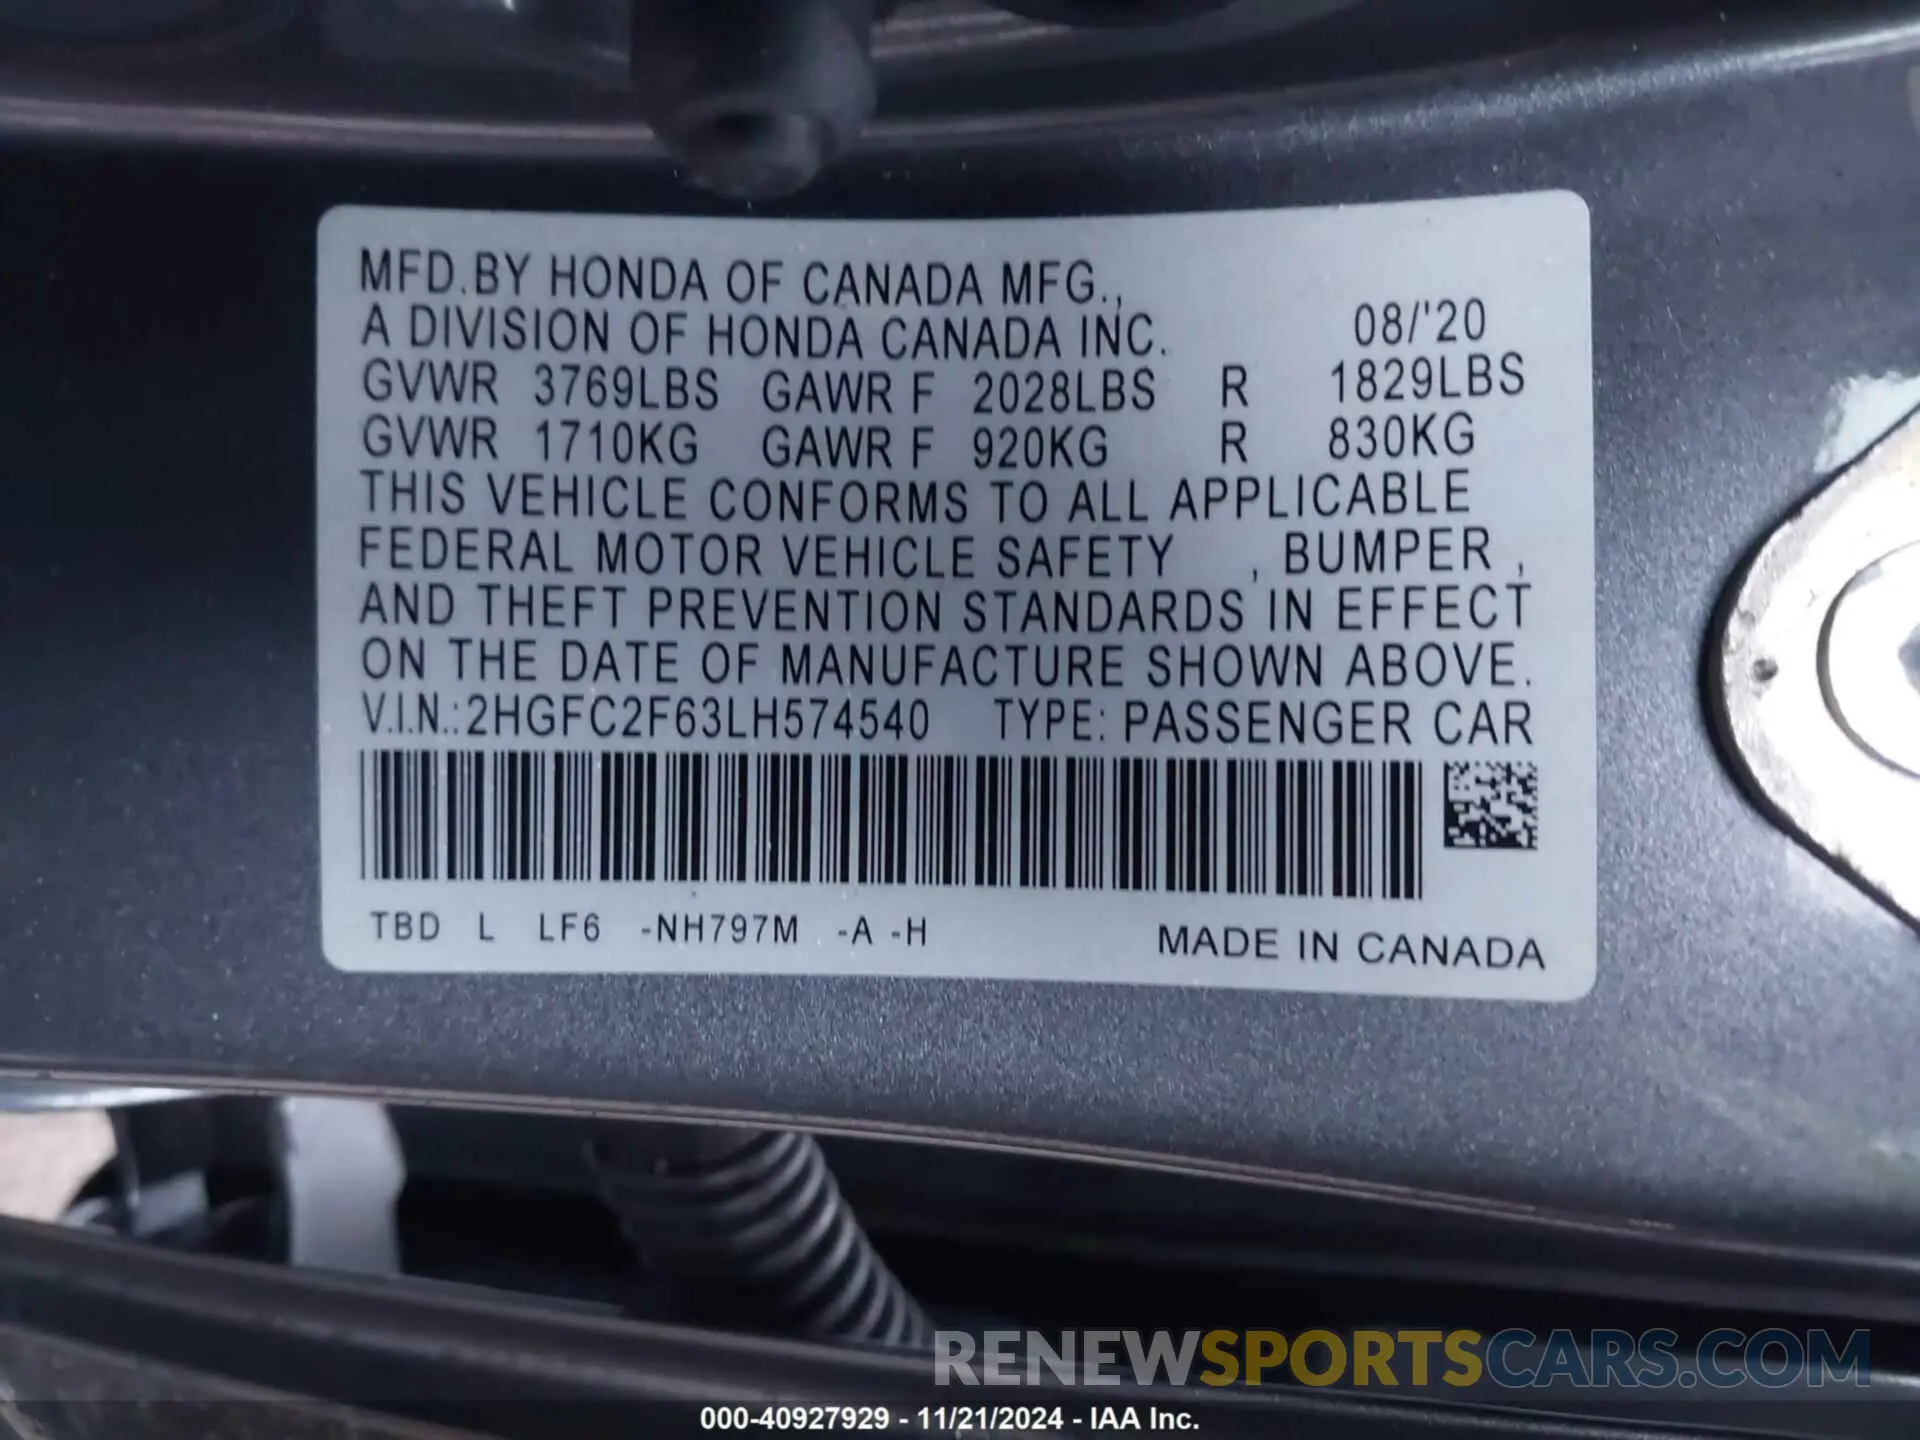 MFD.BY HONDA OF CANADA MFG.,
A DIVISION OF HONDA CANADA INC. 08/'20
GVWR 3769LBS GAWR F 2028LBS R 1829LBS
GVWR 1710KG GAWR F 920KG R 830KG
THIS VEHICLE CONFORMS TO ALL APPLICABLE
FEDERAL MOTOR VEHICLE SAFETY , BUMPER ,
AND THEFT PREVENTION STANDARDS IN EFFECT
ON THE DATE OF MANUFACTURE SHOWN ABOVE.
V.I.N.:2HGFC2F63LH574540 TYPE: PASSENGER CAR
TBD L LF6 -NH797M -A -H MADE IN CANADA
RENEWSPORTSCARS.COM
000-40927929 - 11/21/2024 - IAA Inc.